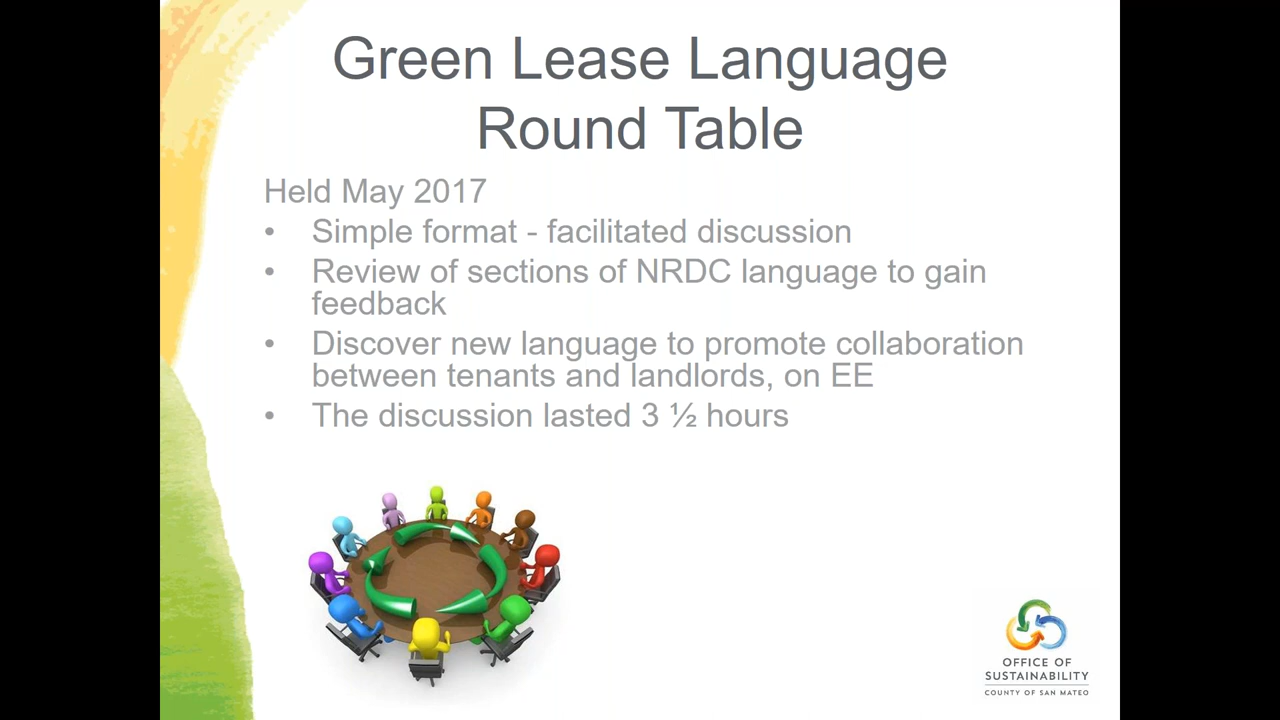 Green Lease Language
Round Table
Held May 2017
• Simple format - facilitated discussion
• Review of sections of NRDC language to gain
feedback
• Discover new language to promote collaboration
between tenants and landlords, on EE
• The discussion lasted 3 ½ hours
OFFICE OF
SUSTAINABILITY
COUNTY OF SAN MATEO